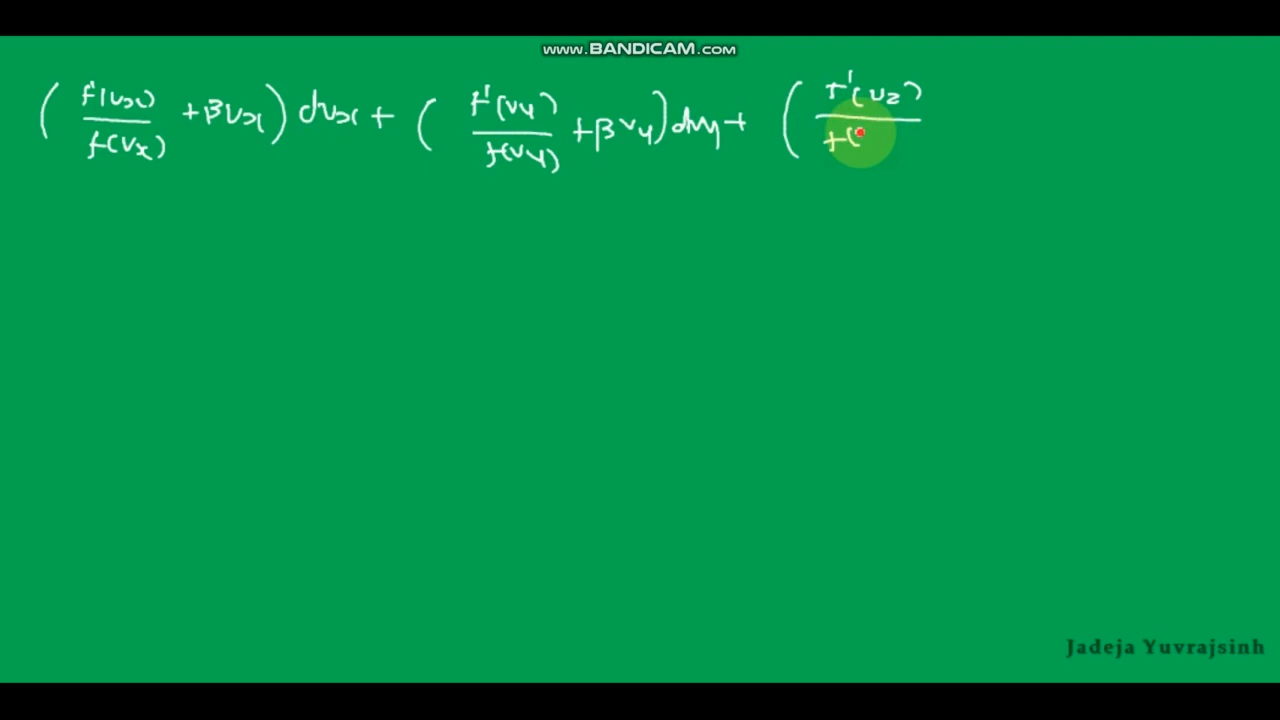 www.BANDICAM.com
( f'(vx) / f(vx) + βvx ) dvx + ( f'(vy) / f(vy) + βvy ) dvy + ( f'(vz) / f(
Jadeja Yuvrajsinh